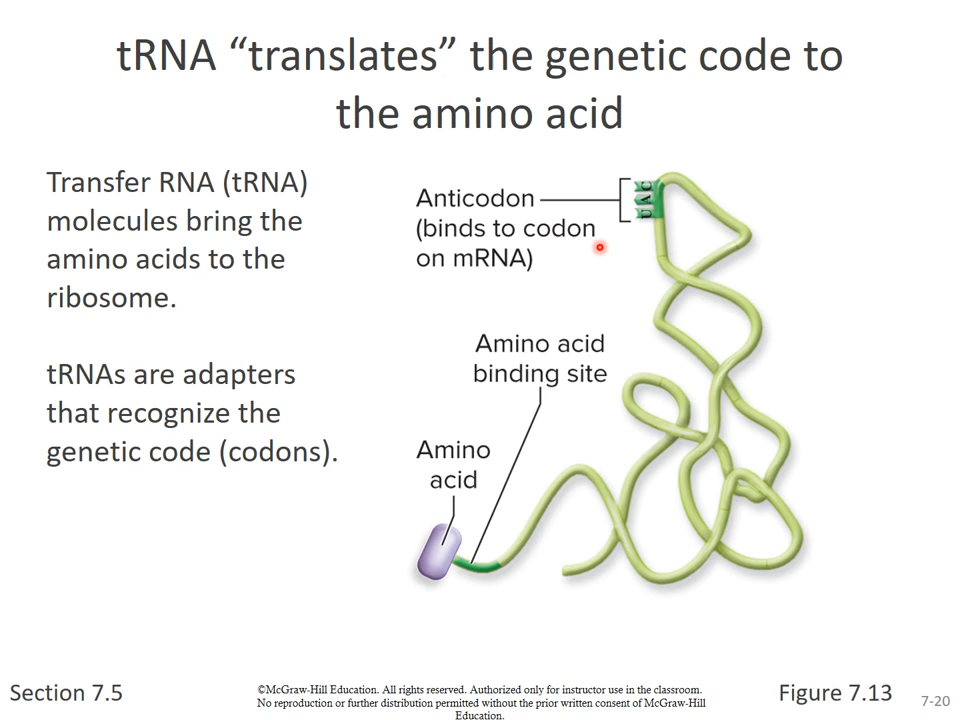 tRNA “translates” the genetic code to
the amino acid
Transfer RNA (tRNA)
molecules bring the
amino acids to the
ribosome.
tRNAs are adapters
that recognize the
genetic code (codons).
Anticodon
(binds to codon
on mRNA)
UAC
Amino acid
binding site
Amino
acid
Section 7.5
©McGraw-Hill Education. All rights reserved. Authorized only for instructor use in the classroom.
No reproduction or further distribution permitted without the prior written consent of McGraw-Hill
Education.
Figure 7.13
7-20